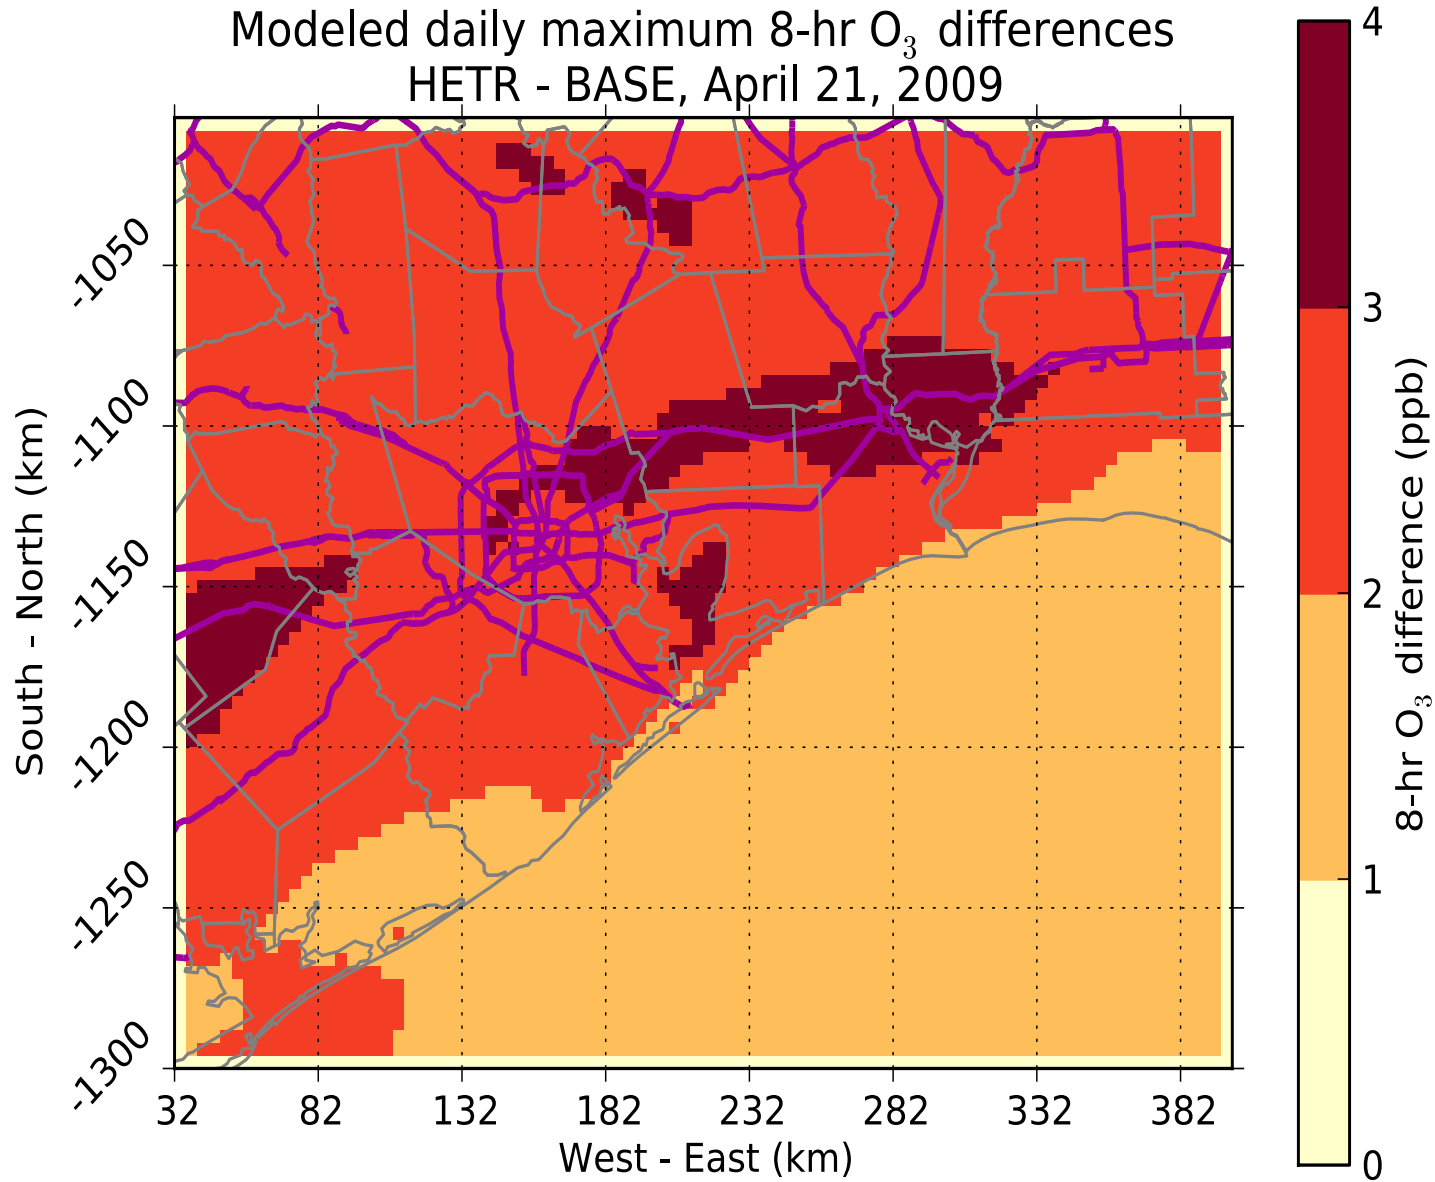 Modeled daily maximum 8-hr O₃ differences
HETR - BASE, April 21, 2009
4
3
2
1
0
8-hr O₃ difference (ppb)
-1050
-1100
-1150
-1200
-1250
-1300
South - North (km)
32 82 132 182 232 282 332 382
West - East (km)